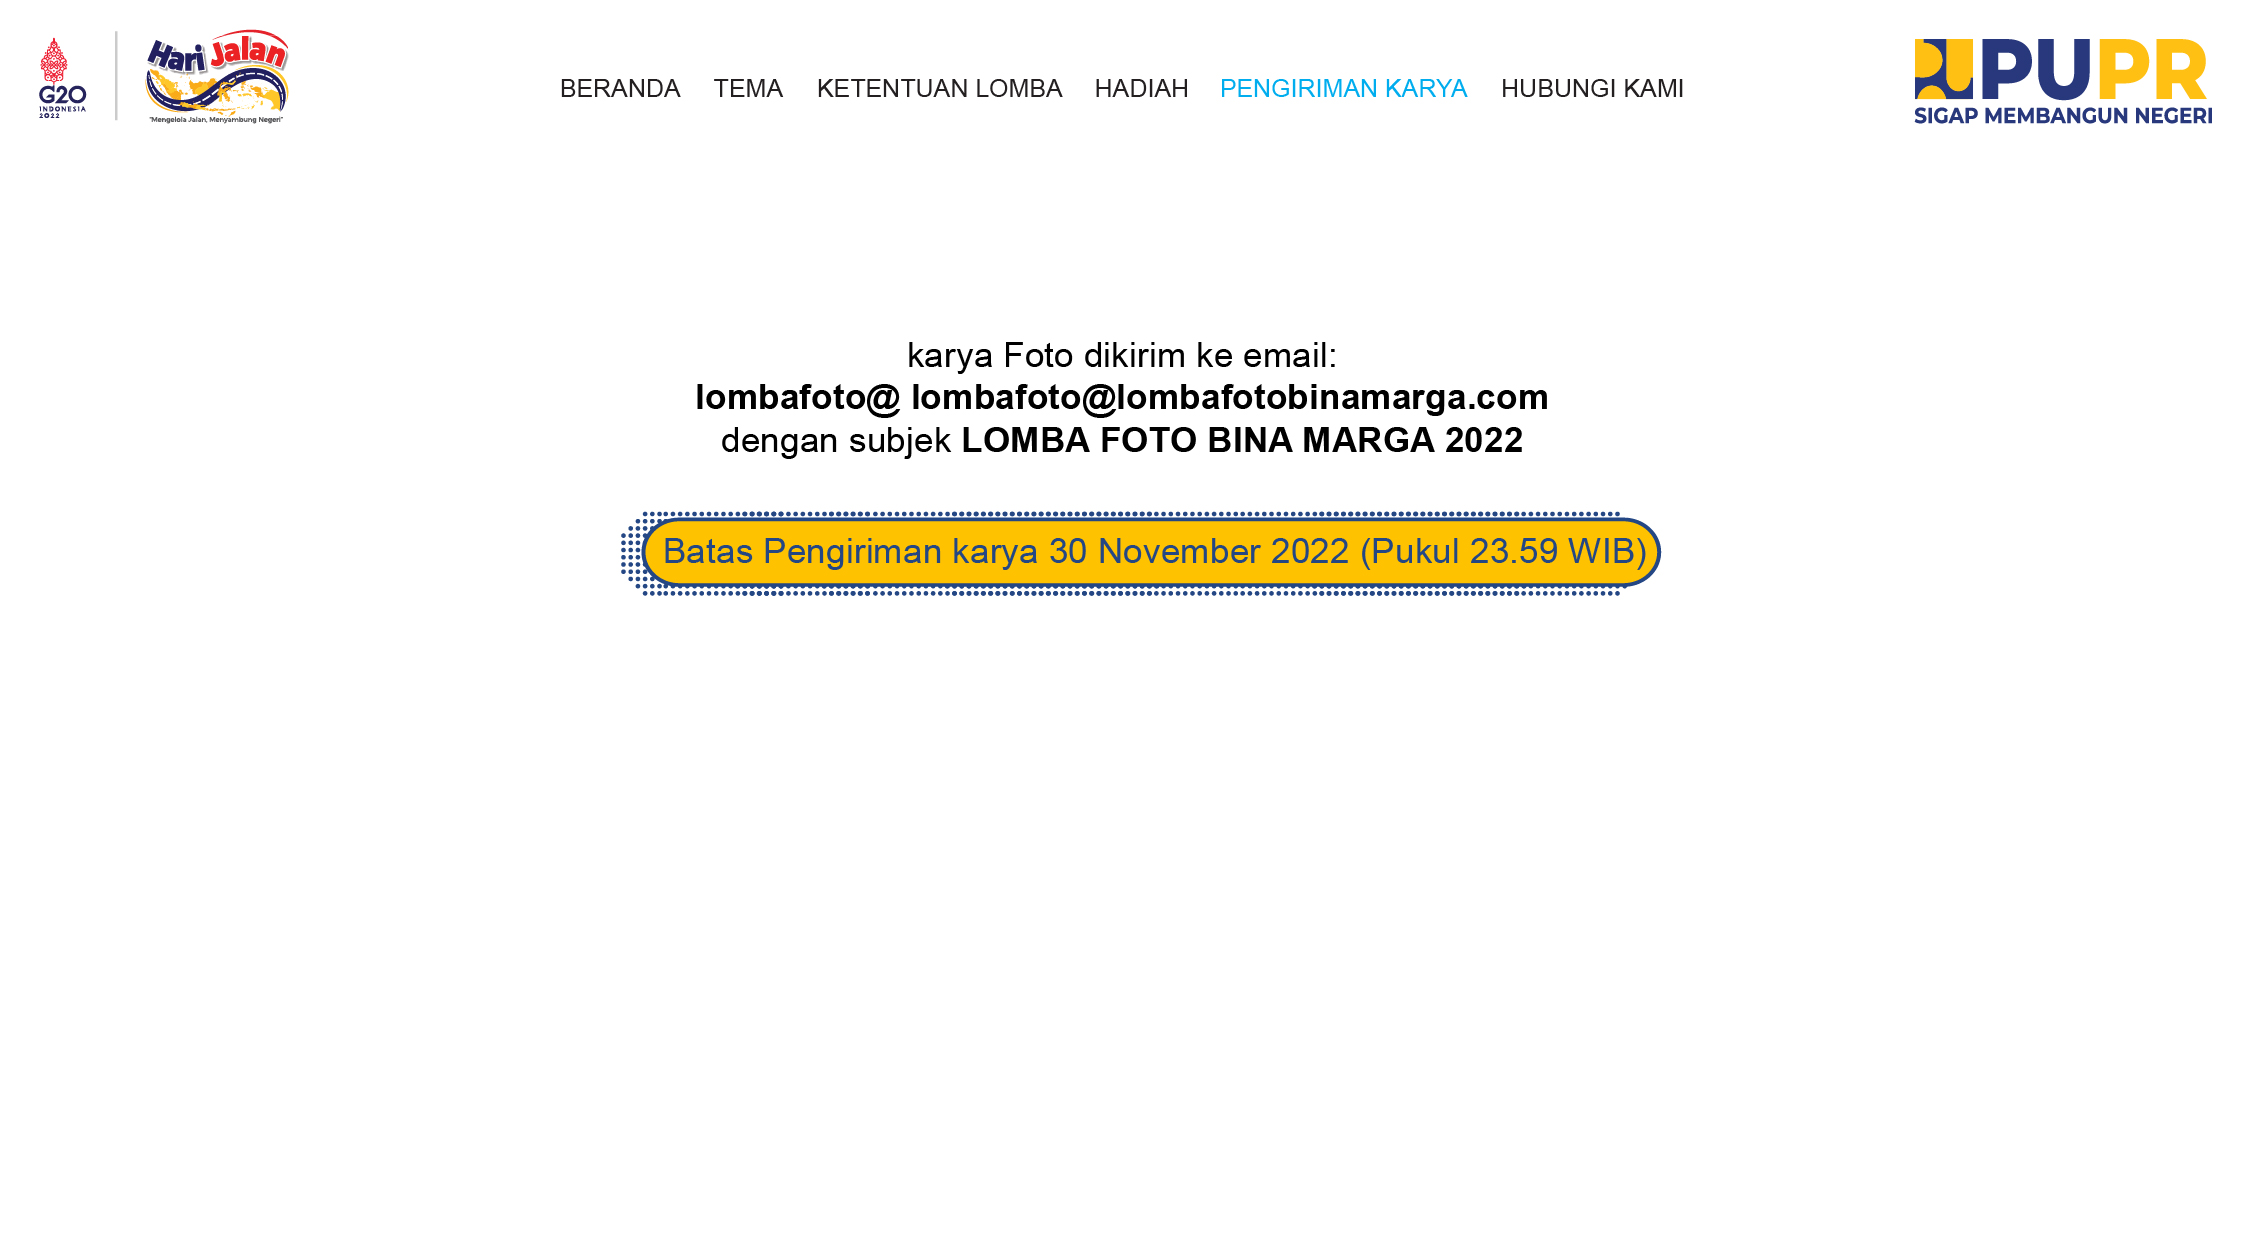 G20
INDONESIA
2022
Hari Jalan
"Mengelola Jalan, Menyambung Negeri"
BERANDA TEMA KETENTUAN LOMBA HADIAH PENGIRIMAN KARYA HUBUNGI KAMI
PUPR
SIGAP MEMBANGUN NEGERI
karya Foto dikirim ke email:
lombafoto@ lombafoto@lombafotobinamarga.com
dengan subjek LOMBA FOTO BINA MARGA 2022
Batas Pengiriman karya 30 November 2022 (Pukul 23.59 WIB)